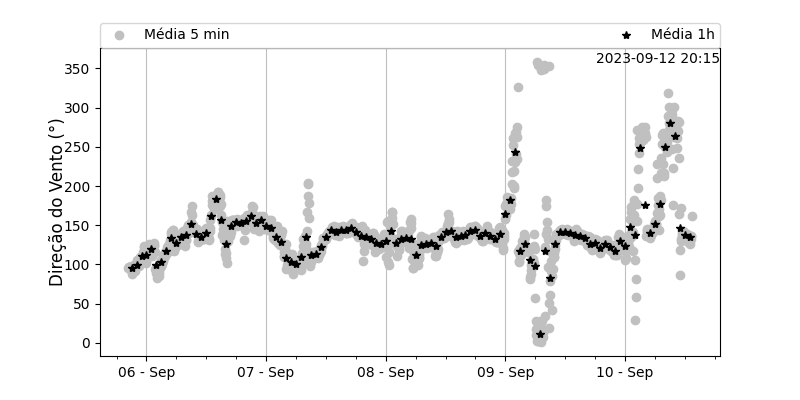 Média 5 min
Média 1h
2023-09-12 20:15
Direção do Vento (°)
350
300
250
200
150
100
50
0
06 - Sep
07 - Sep
08 - Sep
09 - Sep
10 - Sep